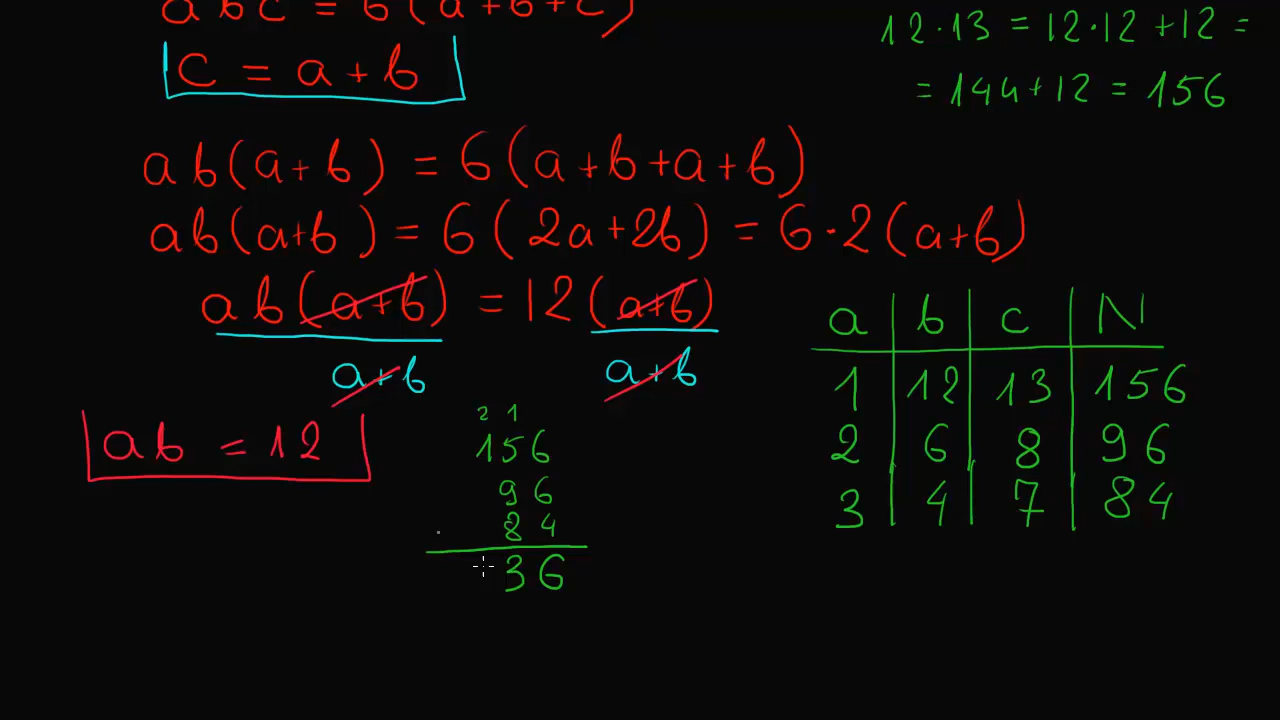 abc = 6(a+b+c)
c = a + b
ab(a+b) = 6(a+b+a+b)
ab(a+b) = 6(2a+2b) = 6·2(a+b)
ab(a+b) = 12(a+b)
a+b a+b
ab = 12
2 1
156
96
84
36
12·13 = 12·12+12 =
= 144+12 = 156
a b c N
1 12 13 156
2 6 8 96
3 4 7 84